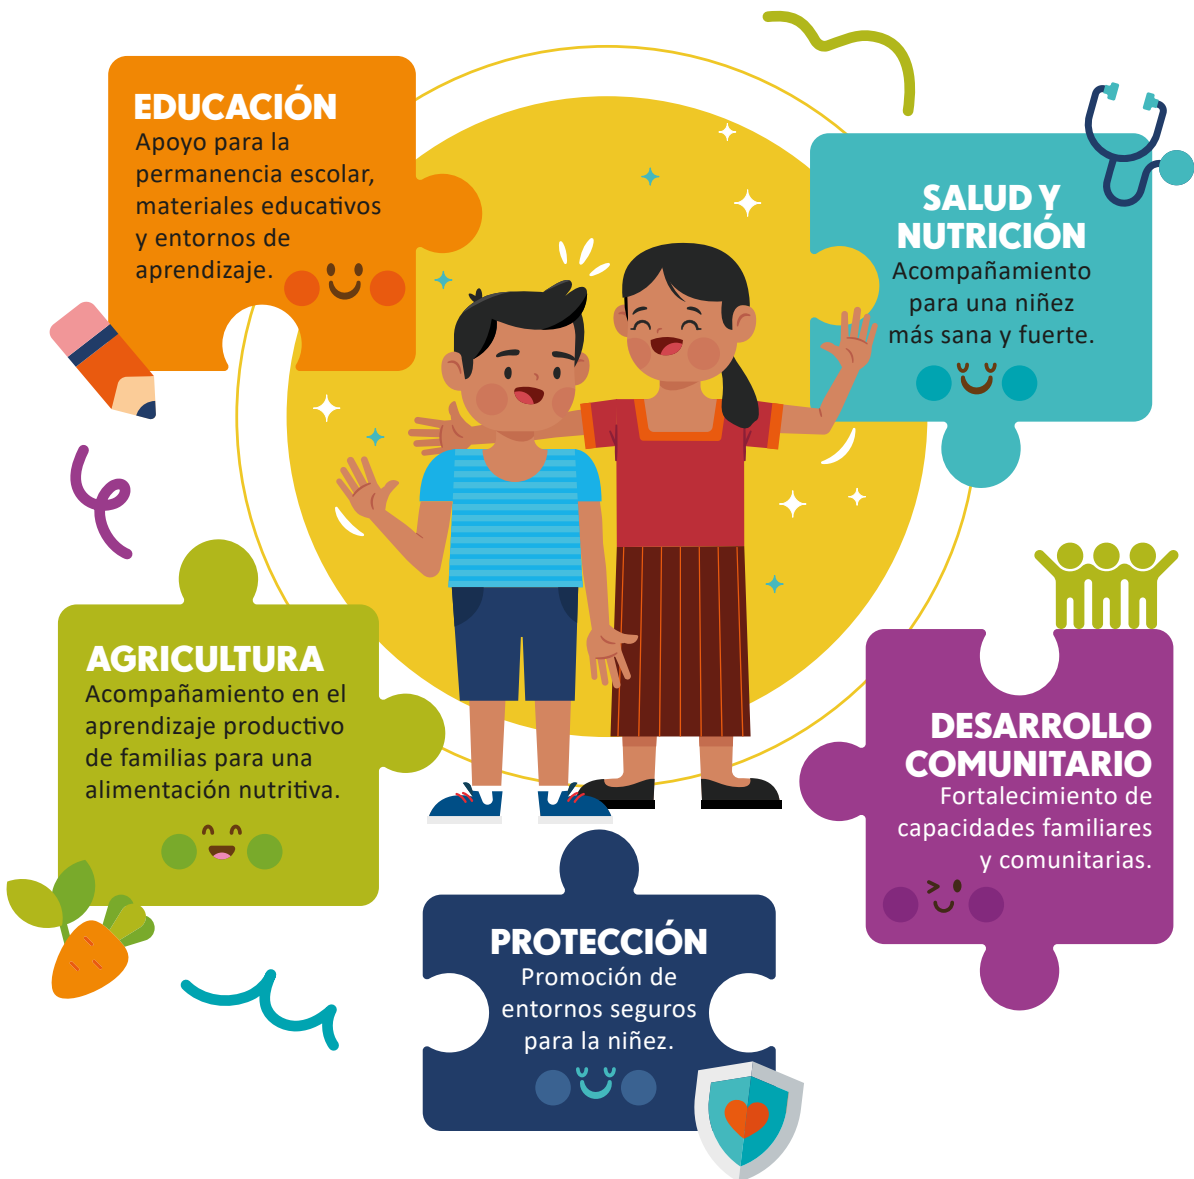 EDUCACIÓN
Apoyo para la
permanencia escolar,
materiales educativos
y entornos de
aprendizaje.
SALUD Y
NUTRICIÓN
Acompañamiento
para una niñez
más sana y fuerte.
AGRICULTURA
Acompañamiento en el
aprendizaje productivo
de familias para una
alimentación nutritiva.
DESARROLLO
COMUNITARIO
Fortalecimiento de
capacidades familiares
y comunitarias.
PROTECCIÓN
Promoción de
entornos seguros
para la niñez.